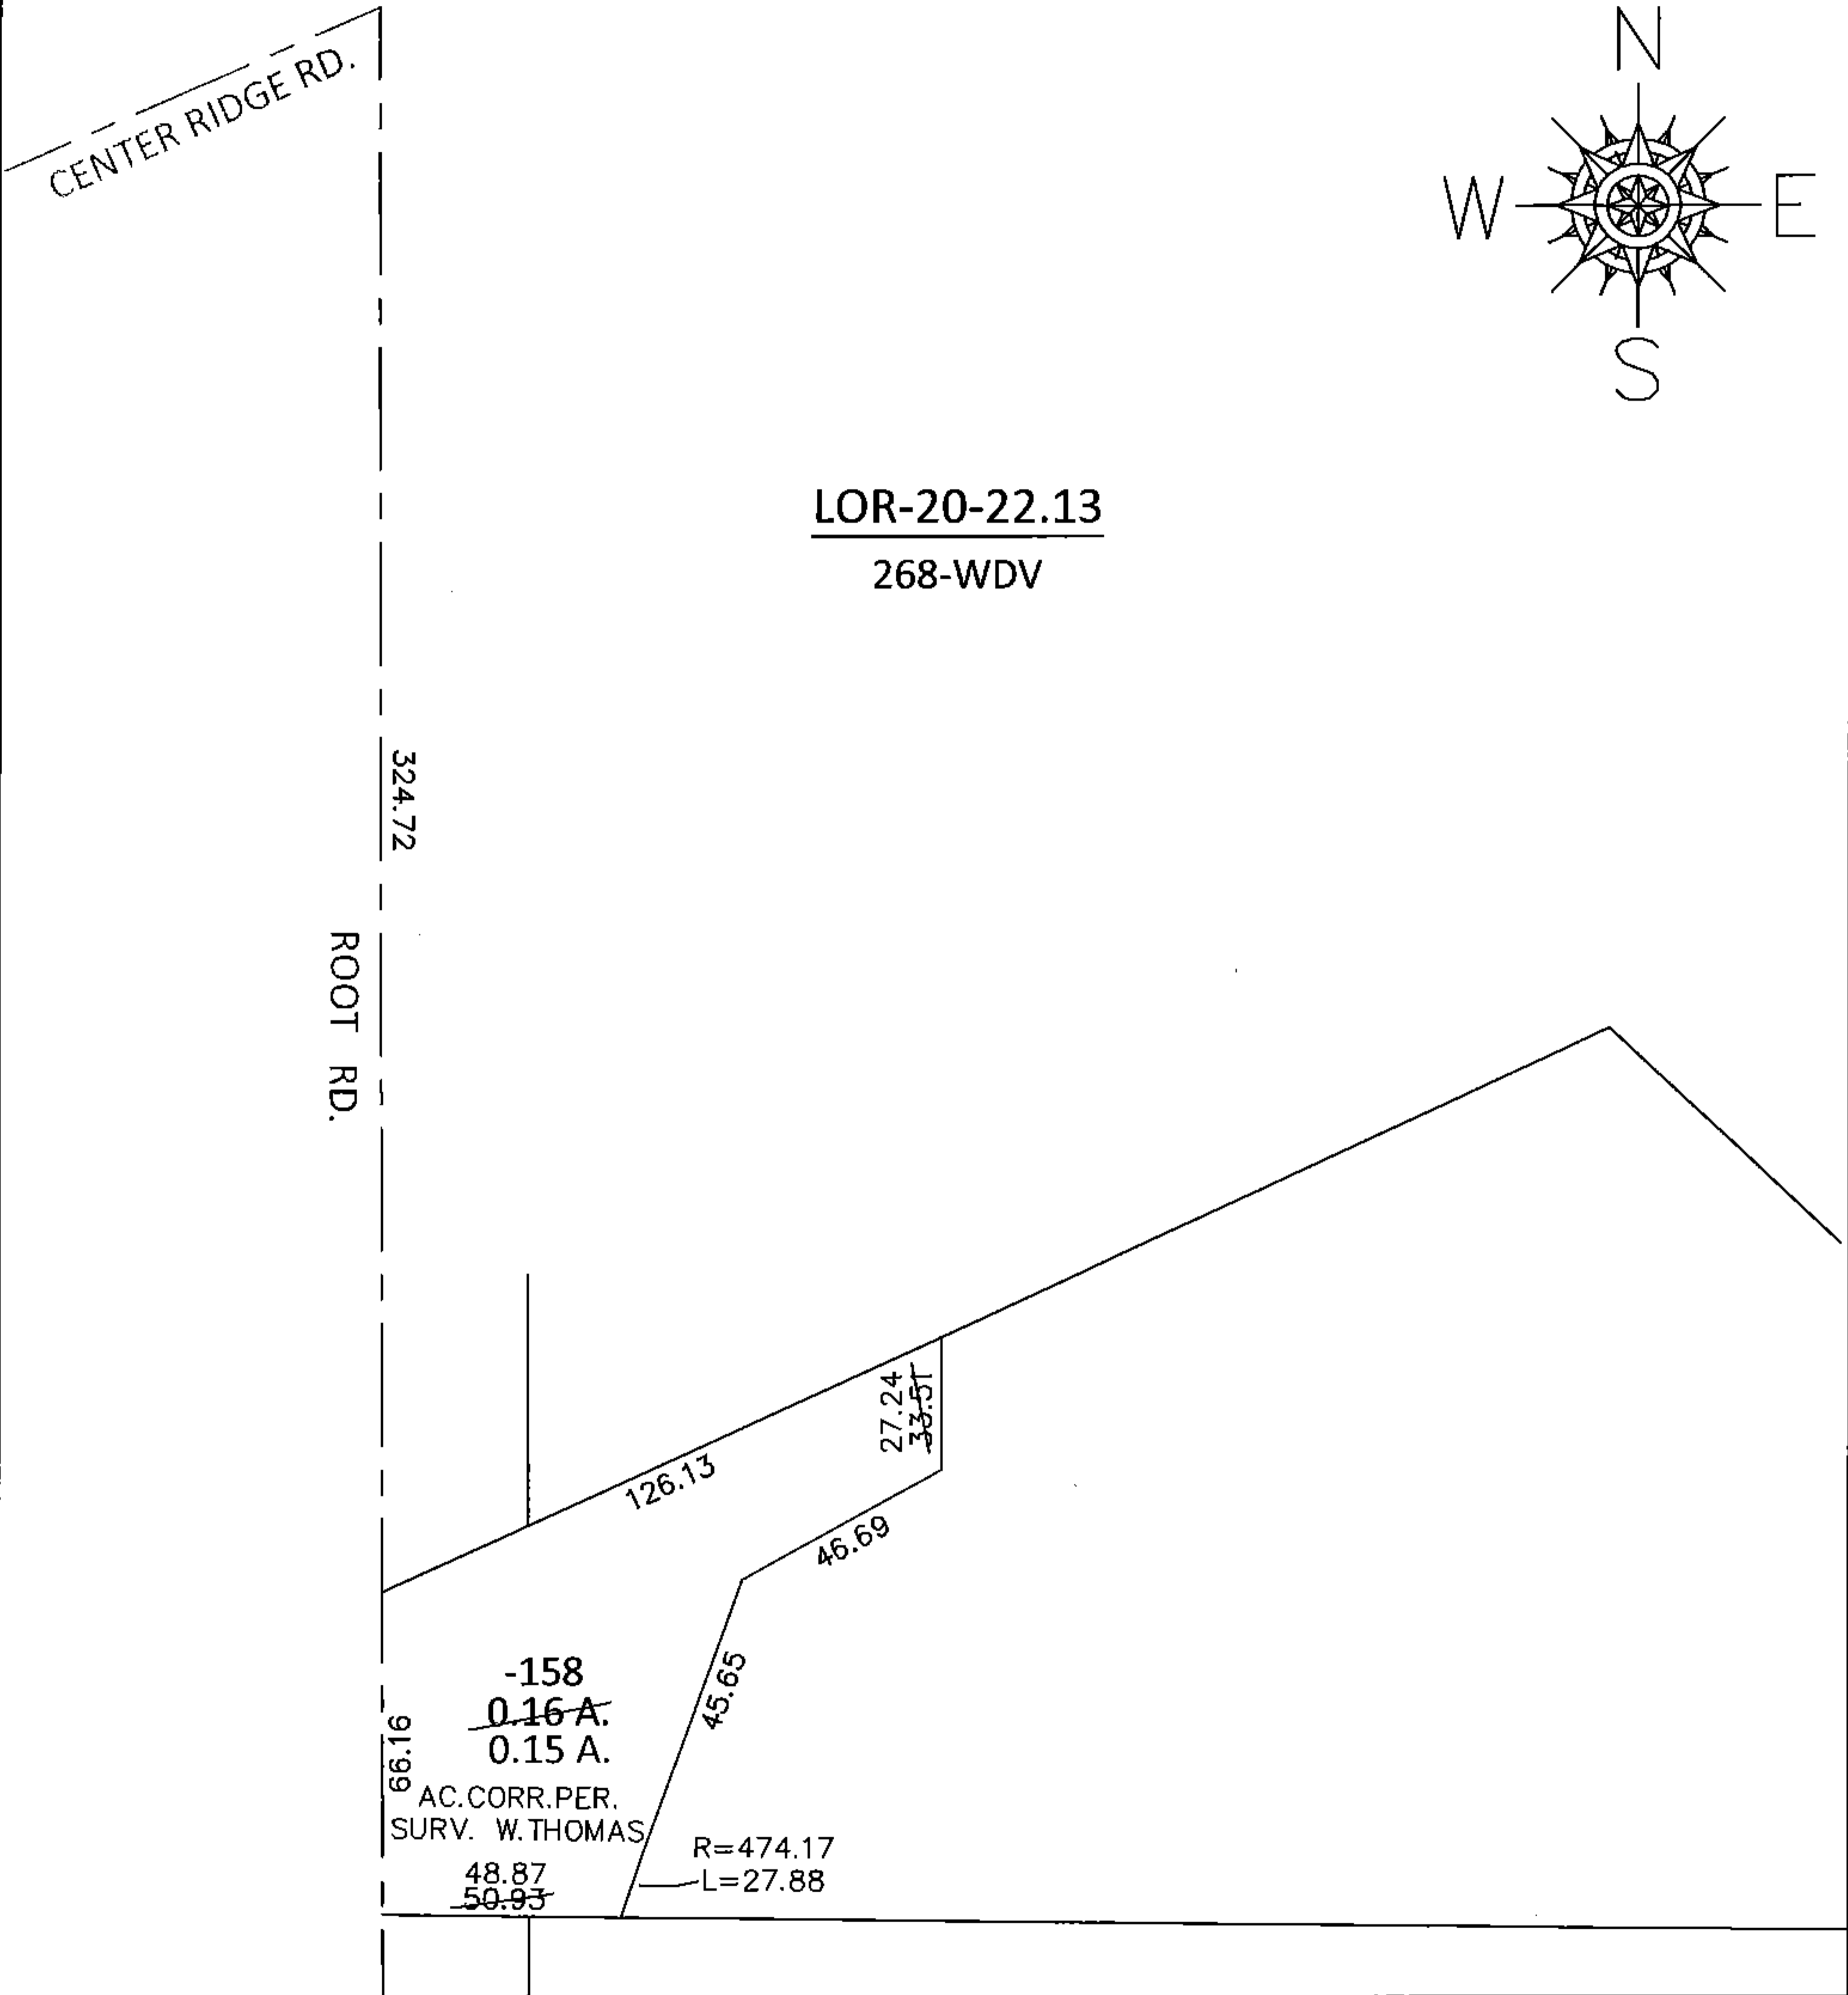 N
CENTER RIDGE RD.
W
E
S
LOR-20-22.13
268-WDV
324.72
ROOT RD.
27.24
33.51
126.13
46.69
45.65
-158
0.16 A.
0.15 A.
66.16
AC.CORR.PER.
SURV. W.THOMAS
R=474.17
L=27.88
48.87
50.93